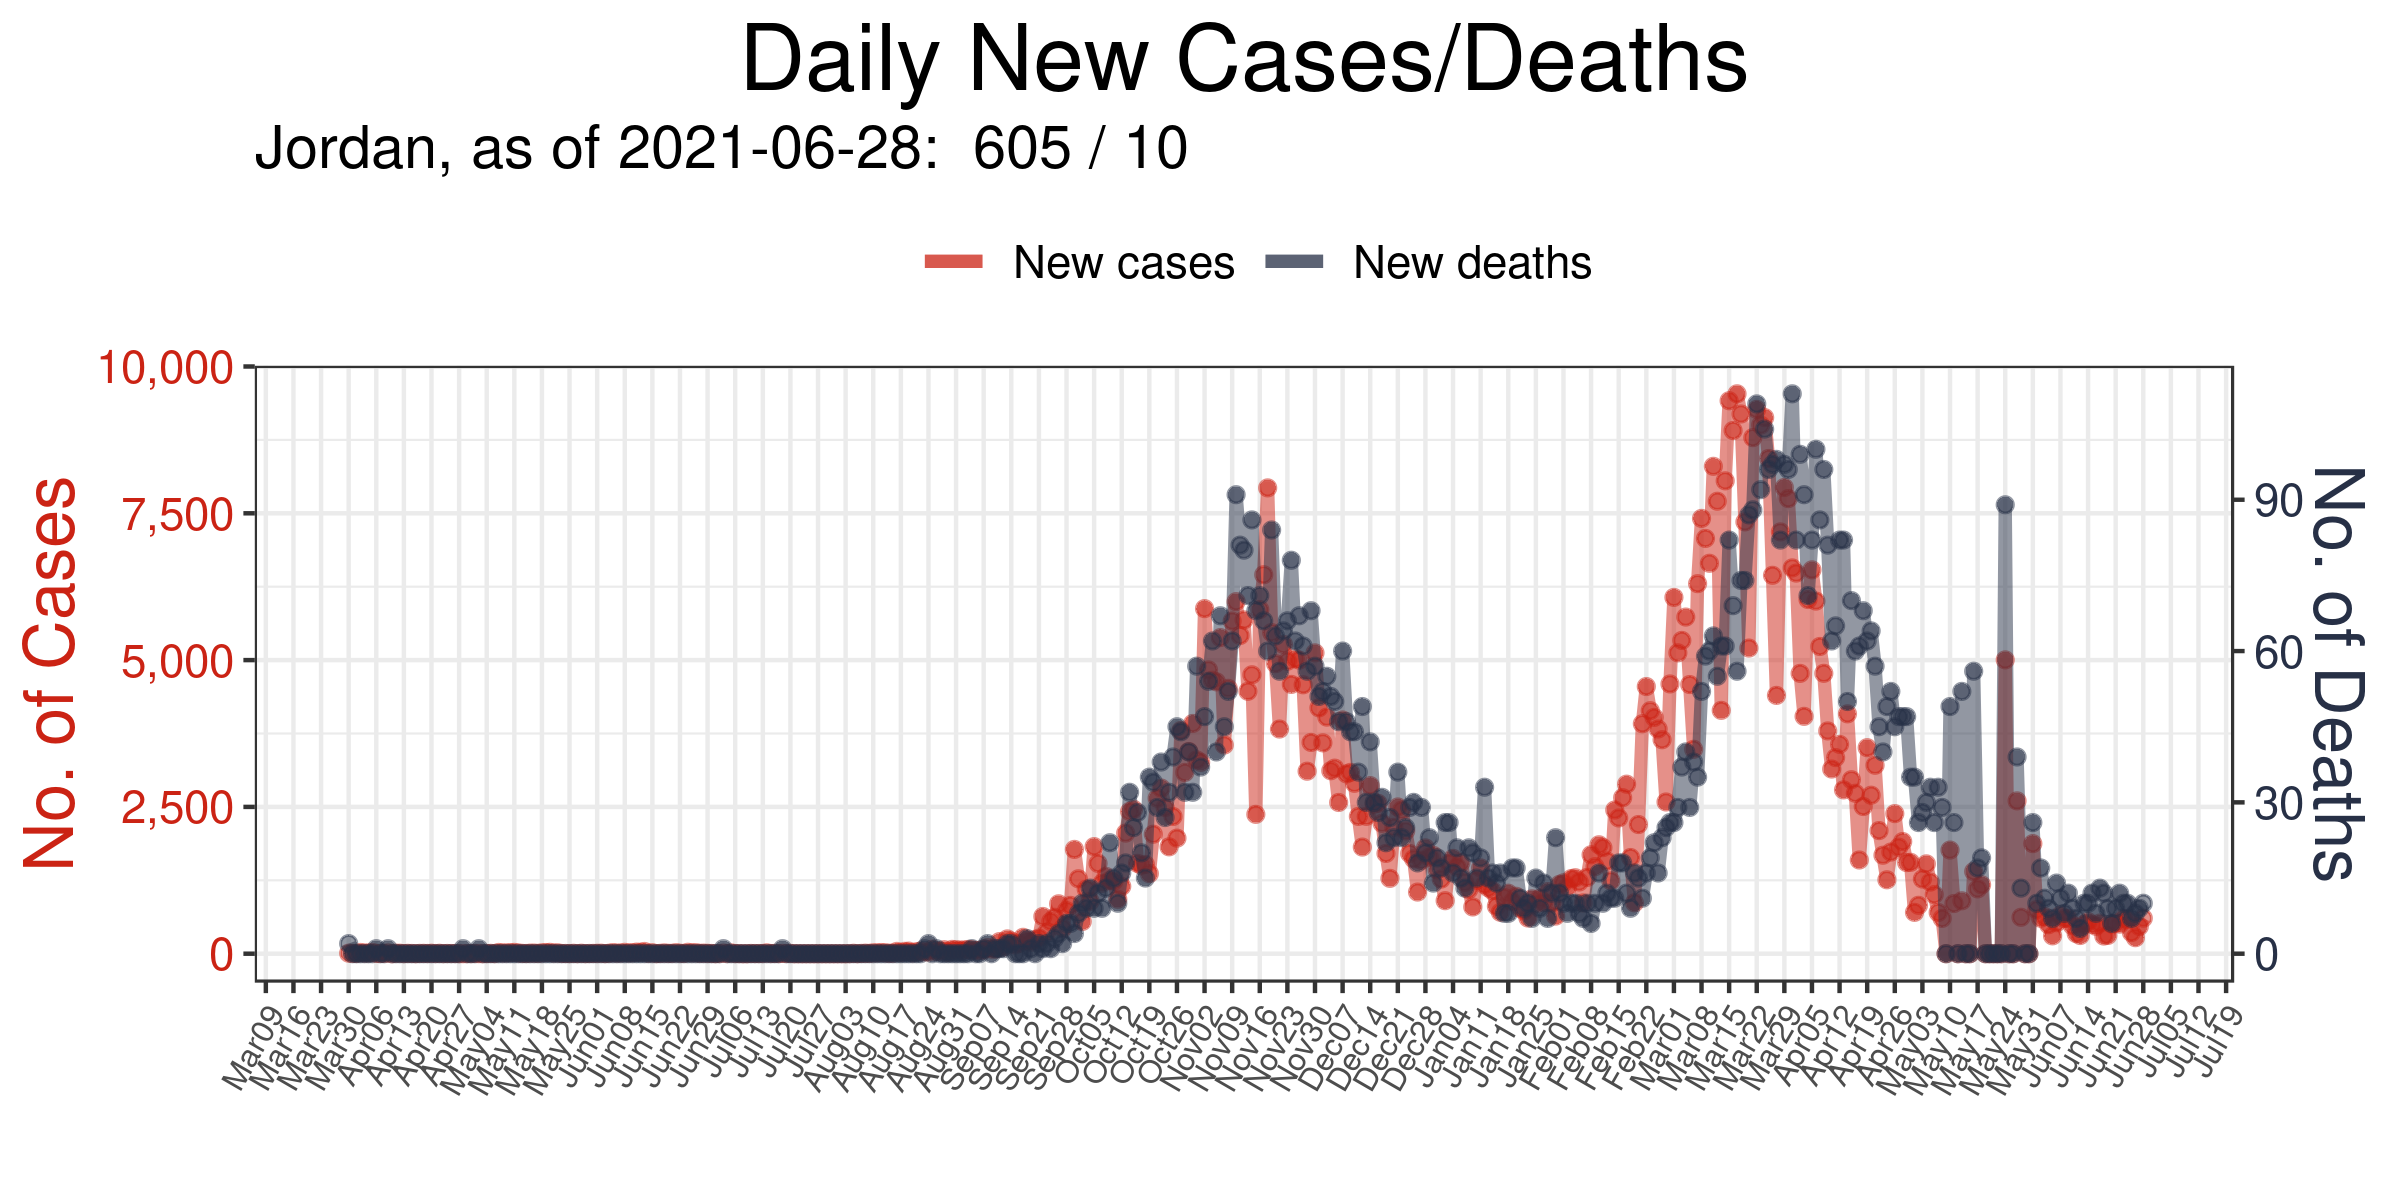 Daily New Cases/Deaths
Jordan, as of 2021-06-28:  605 / 10
New cases
New deaths
No. of Cases
10,000
7,500
5,000
2,500
0
90
60
30
0
No. of Deaths
Mar09
Mar16
Mar23
Mar30
Apr06
Apr13
Apr20
Apr27
May04
May11
May18
May25
Jun01
Jun08
Jun15
Jun22
Jun29
Jul06
Jul13
Jul20
Jul27
Aug03
Aug10
Aug17
Aug24
Aug31
Sep07
Sep14
Sep21
Sep28
Oct05
Oct12
Oct19
Oct26
Nov02
Nov09
Nov16
Nov23
Nov30
Dec07
Dec14
Dec21
Dec28
Jan04
Jan11
Jan18
Jan25
Feb01
Feb08
Feb15
Feb22
Mar01
Mar08
Mar15
Mar22
Mar29
Apr05
Apr12
Apr19
Apr26
May03
May10
May17
May24
May31
Jun07
Jun14
Jun21
Jun28
Jul05
Jul12
Jul19